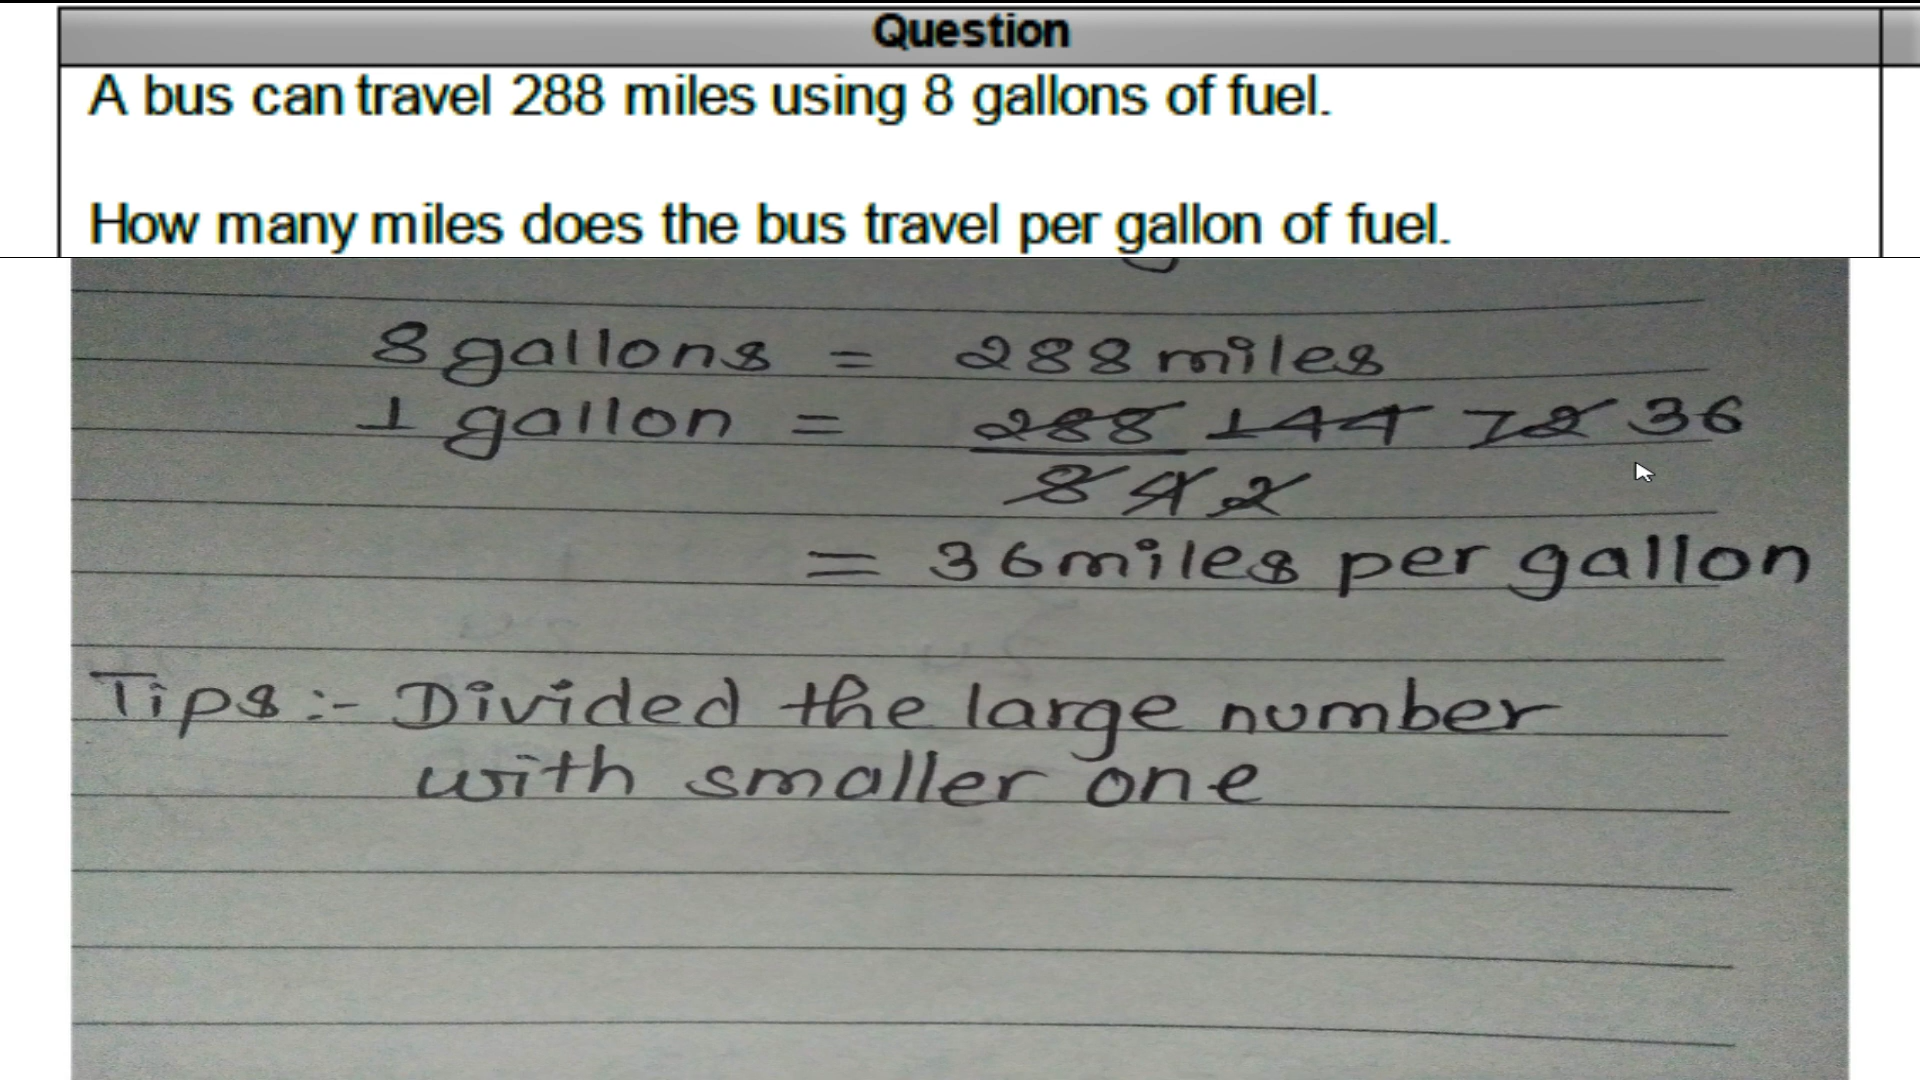 Question
A bus can travel 288 miles using 8 gallons of fuel.
How many miles does the bus travel per gallon of fuel.
8 gallons = 288 miles
1 gallon = 288 144 72 36
8 4 2
= 36 miles per gallon
Tips :- Divided the large number
with smaller one